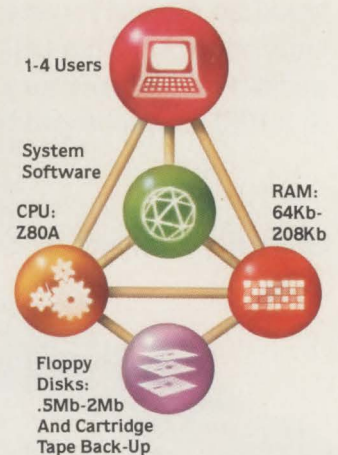 1-4 Users
System
Software
CPU:
Z80A
RAM:
64Kb-
208Kb
Floppy
Disks:
.5Mb-2Mb
And Cartridge
Tape Back-Up